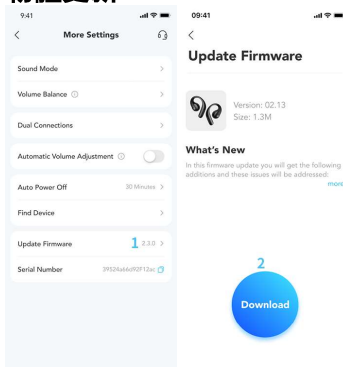 9:41
More Settings
Sound Mode
Volume Balance
Dual Connections
Automatic Volume Adjustment
Auto Power Off 30 Minutes
Find Device
Update Firmware 1 2.3.0
Serial Number 39524a66d92F12ac
09:41
Update Firmware
Version: 02.13
Size: 1.3M
What's New
In this firmware update you will get the following
additions and these issues will be addressed:
more
2
Download